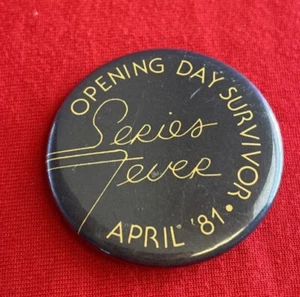 OPENING DAY SURVIVOR •
Series
Fever
APRIL '81